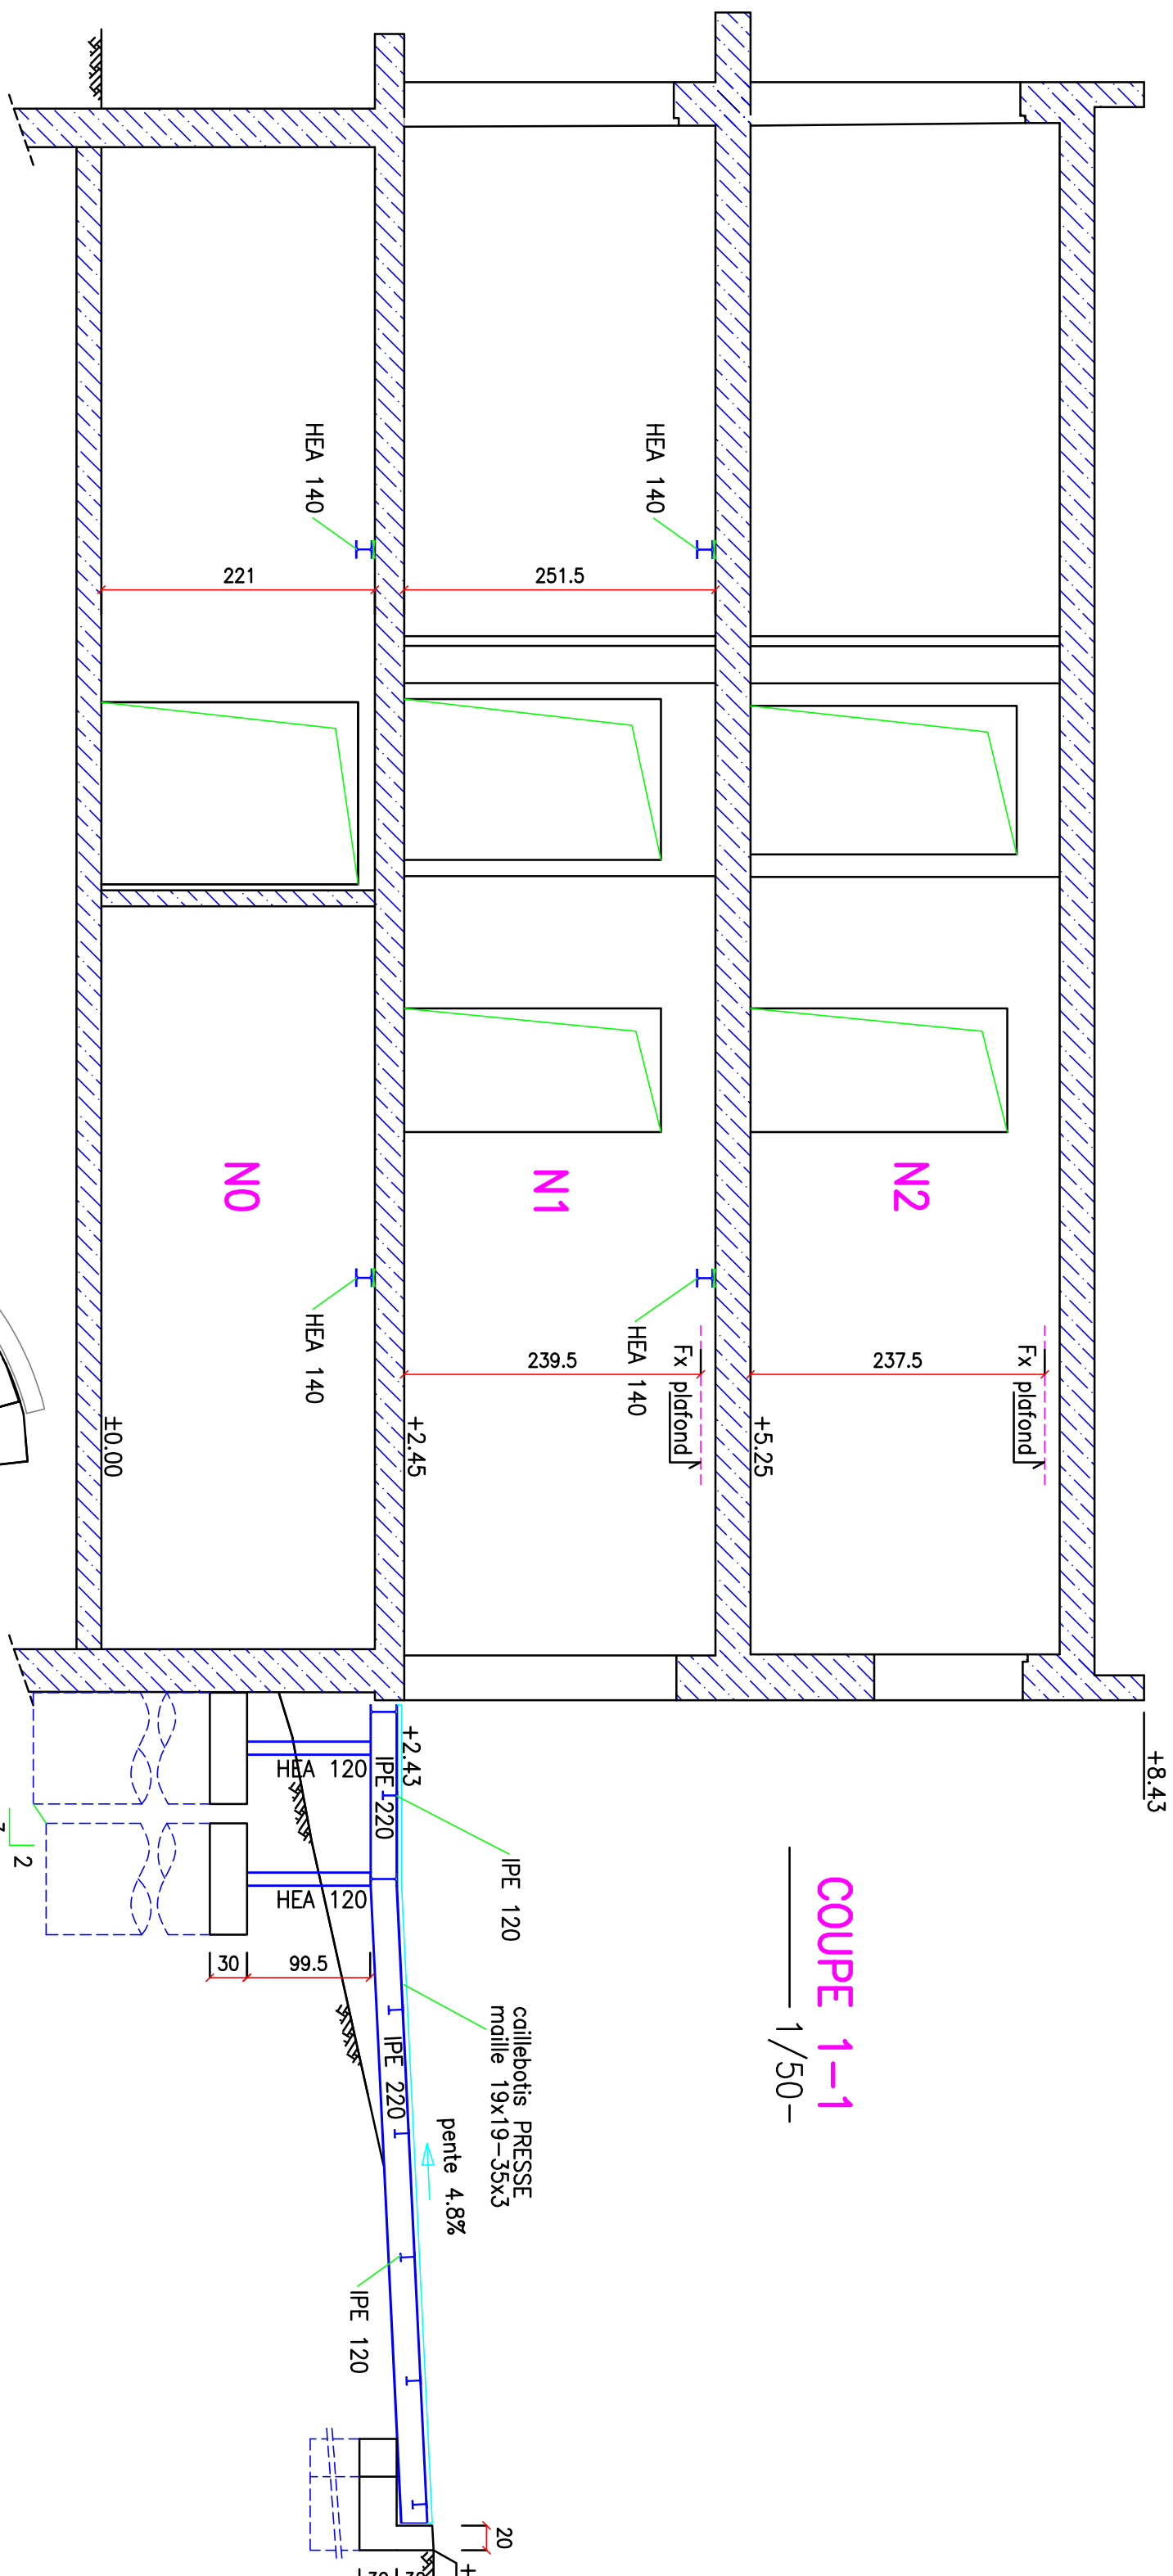 +8.43
COUPE 1-1
1/50-
N2
Fx plafond
237.5
+5.25
HEA 140
251.5
N1
HEA 140
Fx plafond
239.5
+2.45
HEA 140
221
N0
HEA 140
±0.00
+2.43
IPE 120
caillebotis PRESSE
maille 19x19-35x3
pente 4.8%
IPE 220
IPE 220
HEA 120
HEA 120
IPE 120
99.5
30
20
2